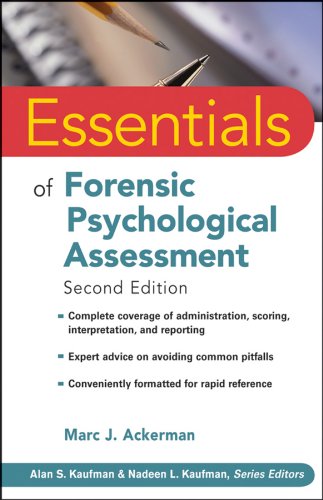 Essentials
of Forensic
Psychological
Assessment
Second Edition
Complete coverage of administration, scoring,
interpretation, and reporting
Expert advice on avoiding common pitfalls
Conveniently formatted for rapid reference
Marc J. Ackerman
Alan S. Kaufman & Nadeen L. Kaufman, Series Editors